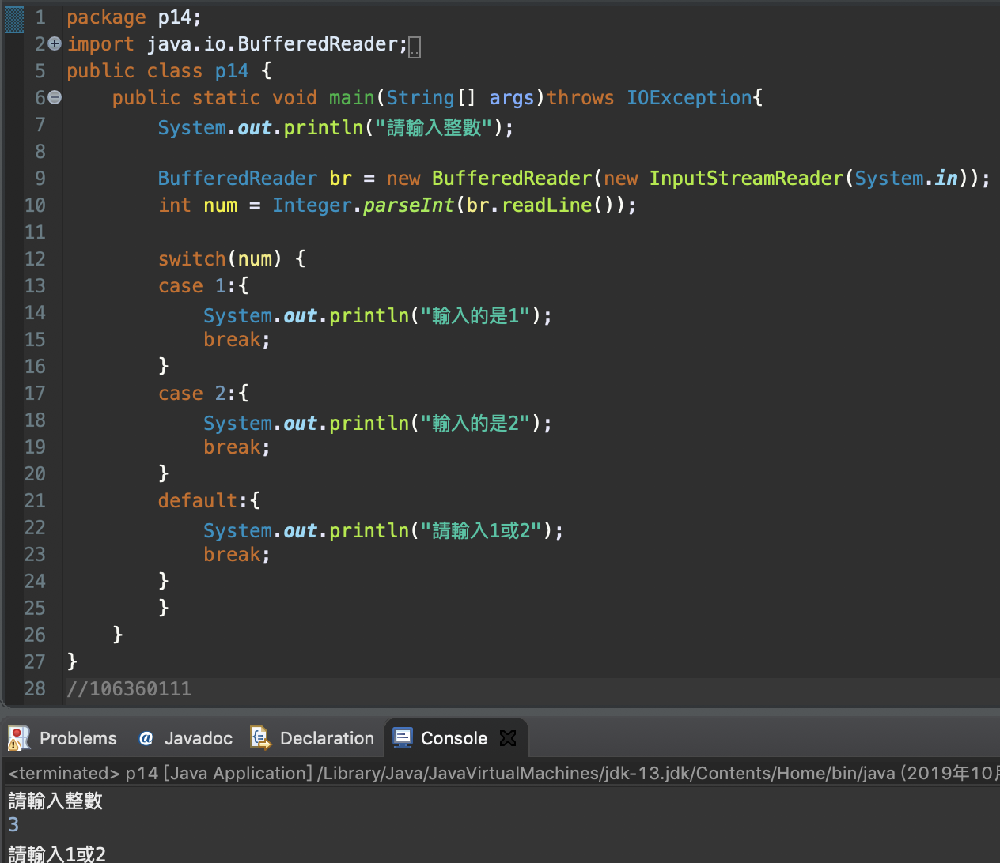 1 package p14;
2 import java.io.BufferedReader;
5 public class p14 {
6 public static void main(String[] args)throws IOException{
7 System.out.println("請輸入整數");
8
9 BufferedReader br = new BufferedReader(new InputStreamReader(System.in));
10 int num = Integer.parseInt(br.readLine());
11
12 switch(num) {
13 case 1:{
14 System.out.println("輸入的是1");
15 break;
16 }
17 case 2:{
18 System.out.println("輸入的是2");
19 break;
20 }
21 default:{
22 System.out.println("請輸入1或2");
23 break;
24 }
25 }
26 }
27 }
28 //106360111
Problems @ Javadoc Declaration Console
<terminated> p14 [Java Application] /Library/Java/JavaVirtualMachines/jdk-13.jdk/Contents/Home/bin/java (2019年10月
請輸入整數
3
請輸入1或2